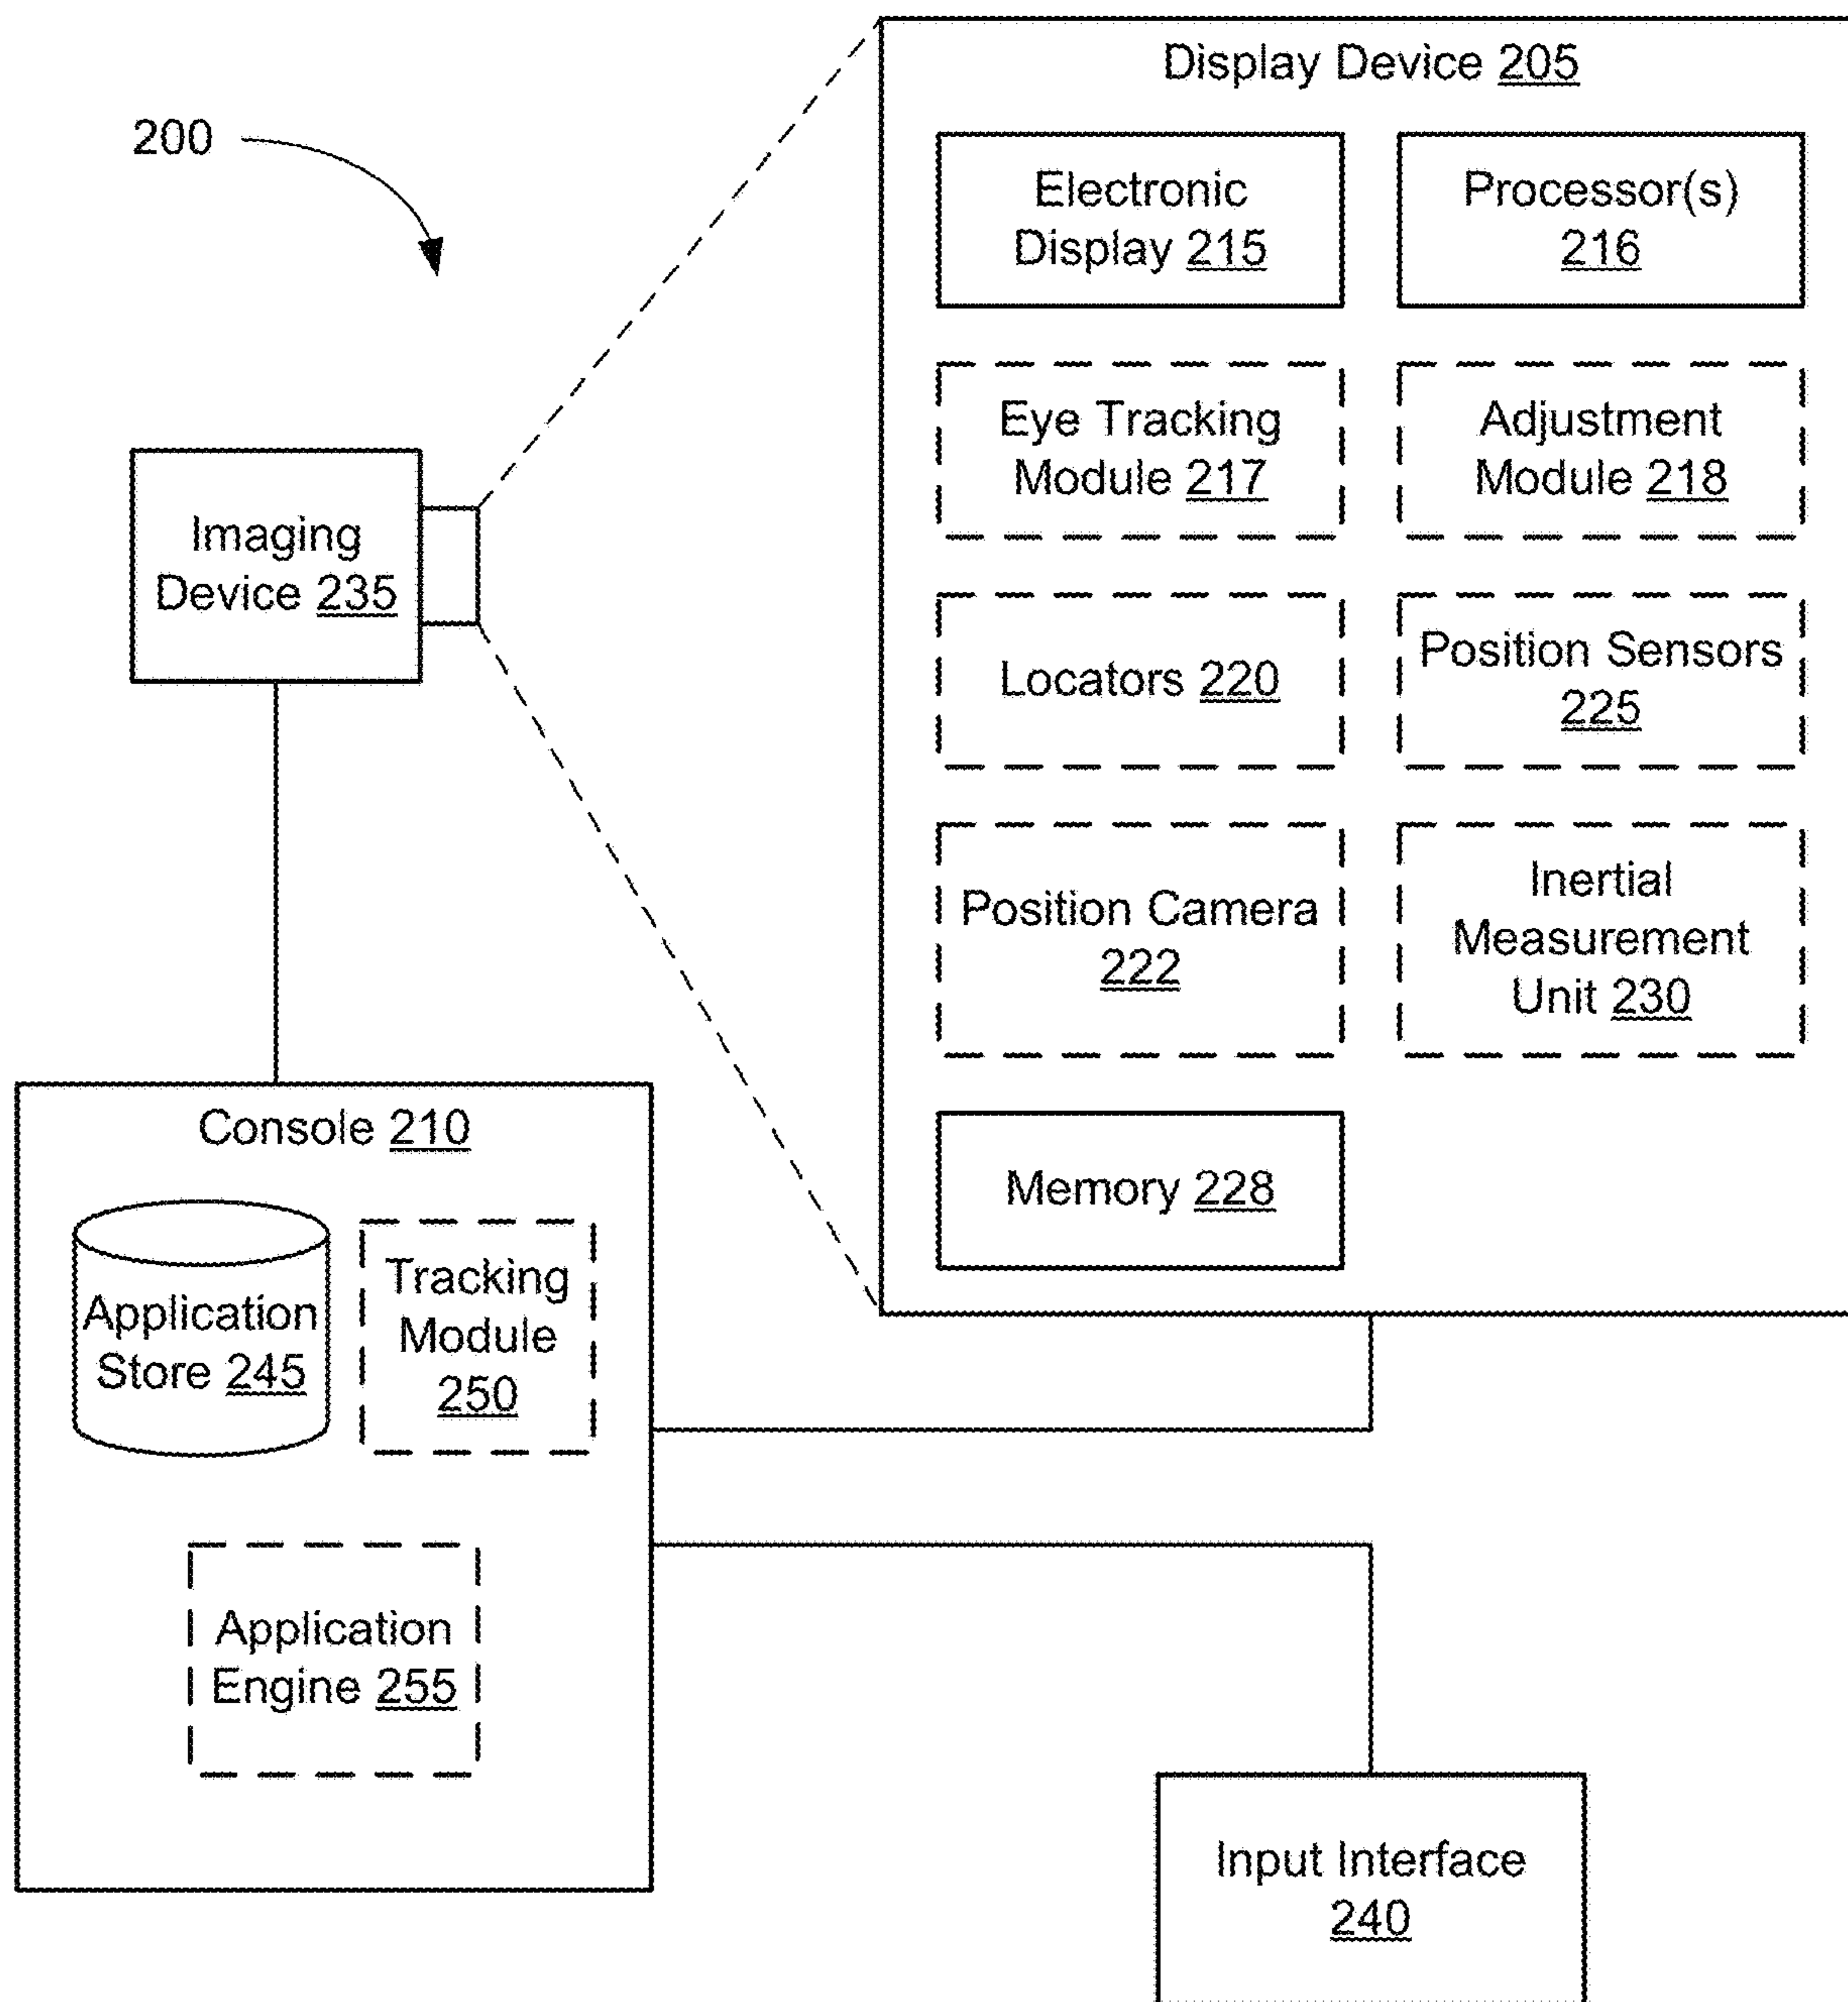 200
Display Device 205
Electronic
Display 215
Processor(s)
216
Eye Tracking
Module 217
Adjustment
Module 218
Imaging
Device 235
Locators 220
Position Sensors
225
Position Camera
222
Inertial
Measurement
Unit 230
Memory 228
Console 210
Application
Store 245
Tracking
Module
250
Application
Engine 255
Input Interface
240